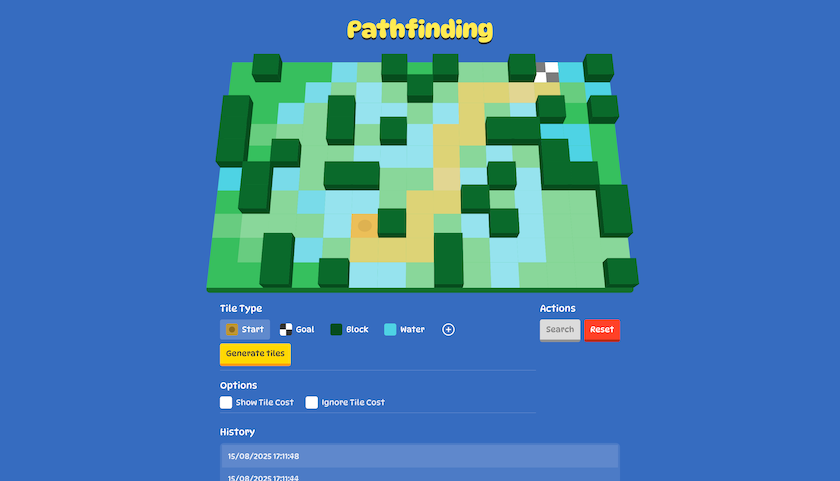 Pathfinding
Tile Type
Actions
Start
Goal
Block
Water
Search
Reset
Generate tiles
Options
Show Tile Cost
Ignore Tile Cost
History
15/08/2025 17:11:48
15/08/2025 17:11:44